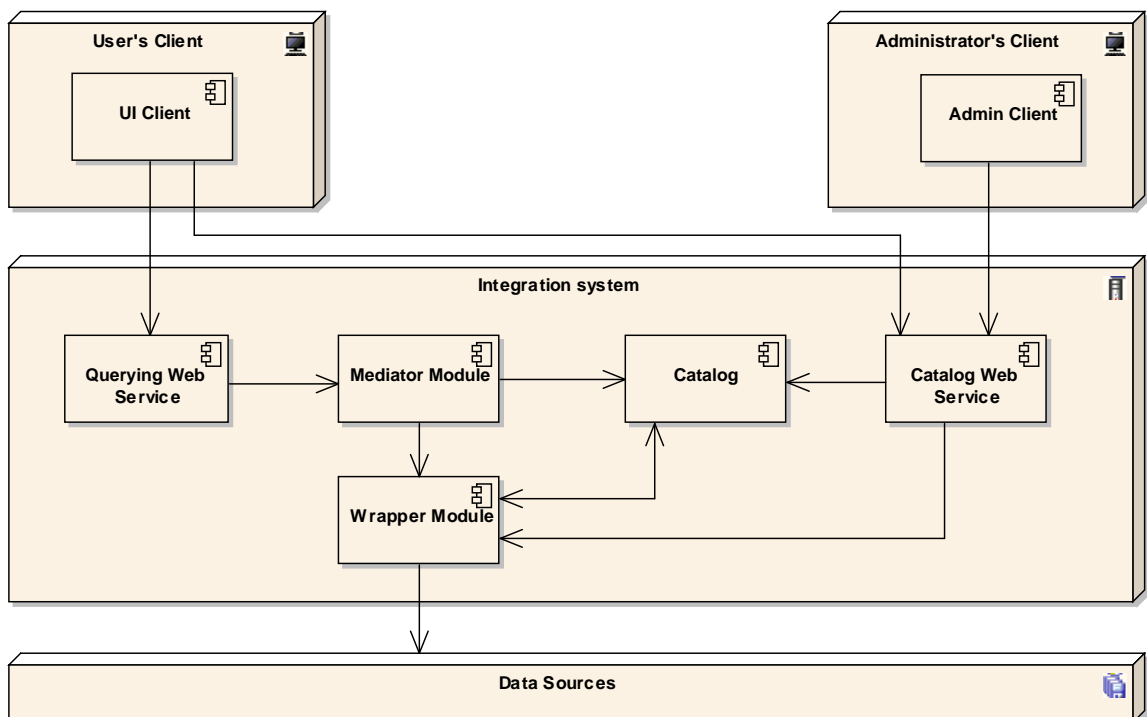 User's Client
Administrator's Client
UI Client
Admin Client
Integration system
Querying Web
Service
Mediator Module
Catalog
Catalog Web
Service
Wrapper Module
Data Sources